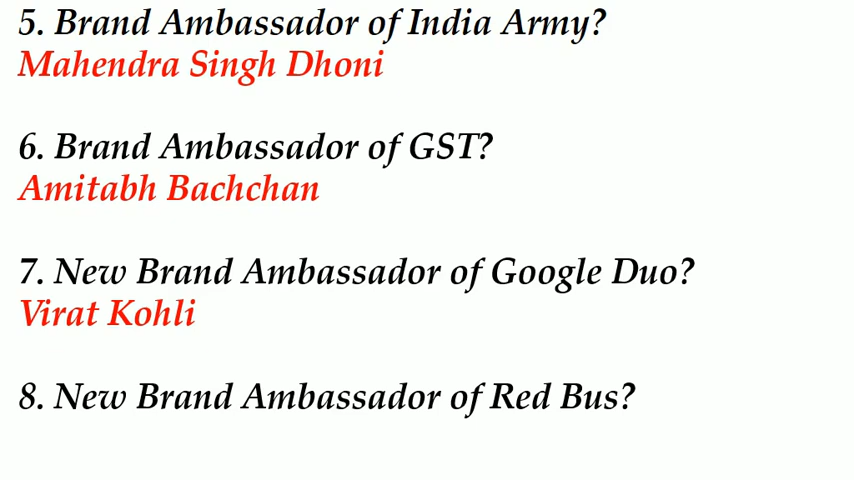 5. Brand Ambassador of India Army?
Mahendra Singh Dhoni
6. Brand Ambassador of GST?
Amitabh Bachchan
7. New Brand Ambassador of Google Duo?
Virat Kohli
8. New Brand Ambassador of Red Bus?